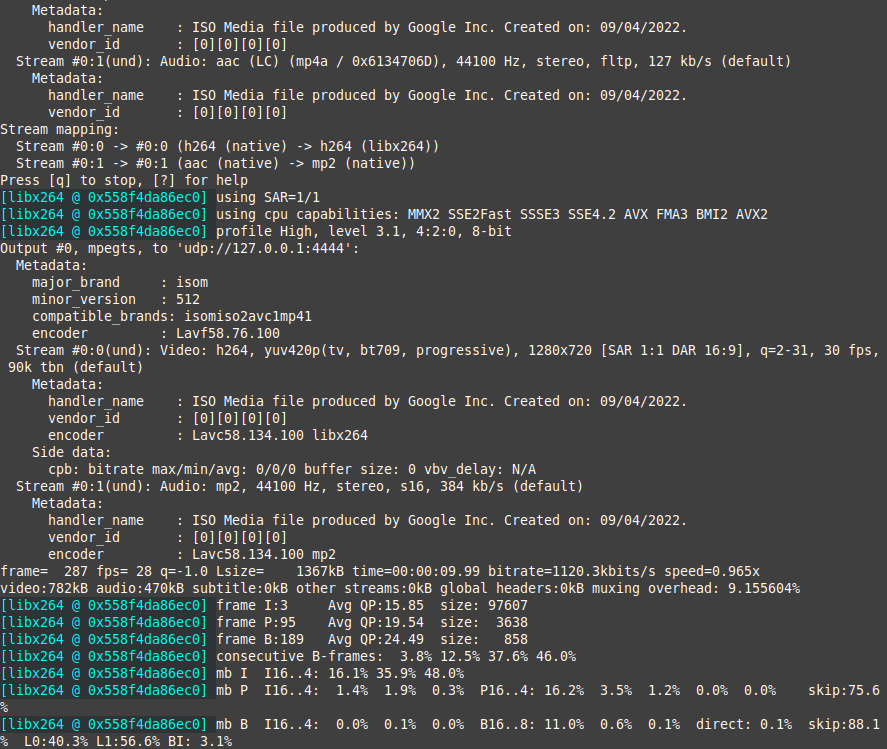 Metadata:
handler_name    : ISO Media file produced by Google Inc. Created on: 09/04/2022.
vendor_id       : [0][0][0][0]
Stream #0:1(und): Audio: aac (LC) (mp4a / 0x6134706D), 44100 Hz, stereo, fltp, 127 kb/s (default)
Metadata:
handler_name    : ISO Media file produced by Google Inc. Created on: 09/04/2022.
vendor_id       : [0][0][0][0]
Stream mapping:
Stream #0:0 -> #0:0 (h264 (native) -> h264 (libx264))
Stream #0:1 -> #0:1 (aac (native) -> mp2 (native))
Press [q] to stop, [?] for help
[libx264 @ 0x558f4da86ec0] using SAR=1/1
[libx264 @ 0x558f4da86ec0] using cpu capabilities: MMX2 SSE2Fast SSSE3 SSE4.2 AVX FMA3 BMI2 AVX2
[libx264 @ 0x558f4da86ec0] profile High, level 3.1, 4:2:0, 8-bit
Output #0, mpegts, to 'udp://127.0.0.1:4444':
Metadata:
major_brand     : isom
minor_version   : 512
compatible_brands: isomiso2avc1mp41
encoder         : Lavf58.76.100
Stream #0:0(und): Video: h264, yuv420p(tv, bt709, progressive), 1280x720 [SAR 1:1 DAR 16:9], q=2-31, 30 fps,
90k tbn (default)
Metadata:
handler_name    : ISO Media file produced by Google Inc. Created on: 09/04/2022.
vendor_id       : [0][0][0][0]
encoder         : Lavc58.134.100 libx264
Side data:
cpb: bitrate max/min/avg: 0/0/0 buffer size: 0 vbv_delay: N/A
Stream #0:1(und): Audio: mp2, 44100 Hz, stereo, s16, 384 kb/s (default)
Metadata:
handler_name    : ISO Media file produced by Google Inc. Created on: 09/04/2022.
vendor_id       : [0][0][0][0]
encoder         : Lavc58.134.100 mp2
frame=  287 fps= 28 q=-1.0 Lsize=    1367kB time=00:00:09.99 bitrate=1120.3kbits/s speed=0.965x
video:782kB audio:470kB subtitle:0kB other streams:0kB global headers:0kB muxing overhead: 9.155604%
[libx264 @ 0x558f4da86ec0] frame I:3     Avg QP:15.85  size: 97607
[libx264 @ 0x558f4da86ec0] frame P:95    Avg QP:19.54  size:  3638
[libx264 @ 0x558f4da86ec0] frame B:189   Avg QP:24.49  size:   858
[libx264 @ 0x558f4da86ec0] consecutive B-frames:  3.8% 12.5% 37.6% 46.0%
[libx264 @ 0x558f4da86ec0] mb I  I16..4: 16.1% 35.9% 48.0%
[libx264 @ 0x558f4da86ec0] mb P  I16..4:  1.4%  1.9%  0.3%  P16..4: 16.2%  3.5%  1.2%  0.0%  0.0%    skip:75.6
%
[libx264 @ 0x558f4da86ec0] mb B  I16..4:  0.0%  0.1%  0.0%  B16..8: 11.0%  0.6%  0.1%  direct: 0.1%  skip:88.1
%  L0:40.3% L1:56.6% BI: 3.1%